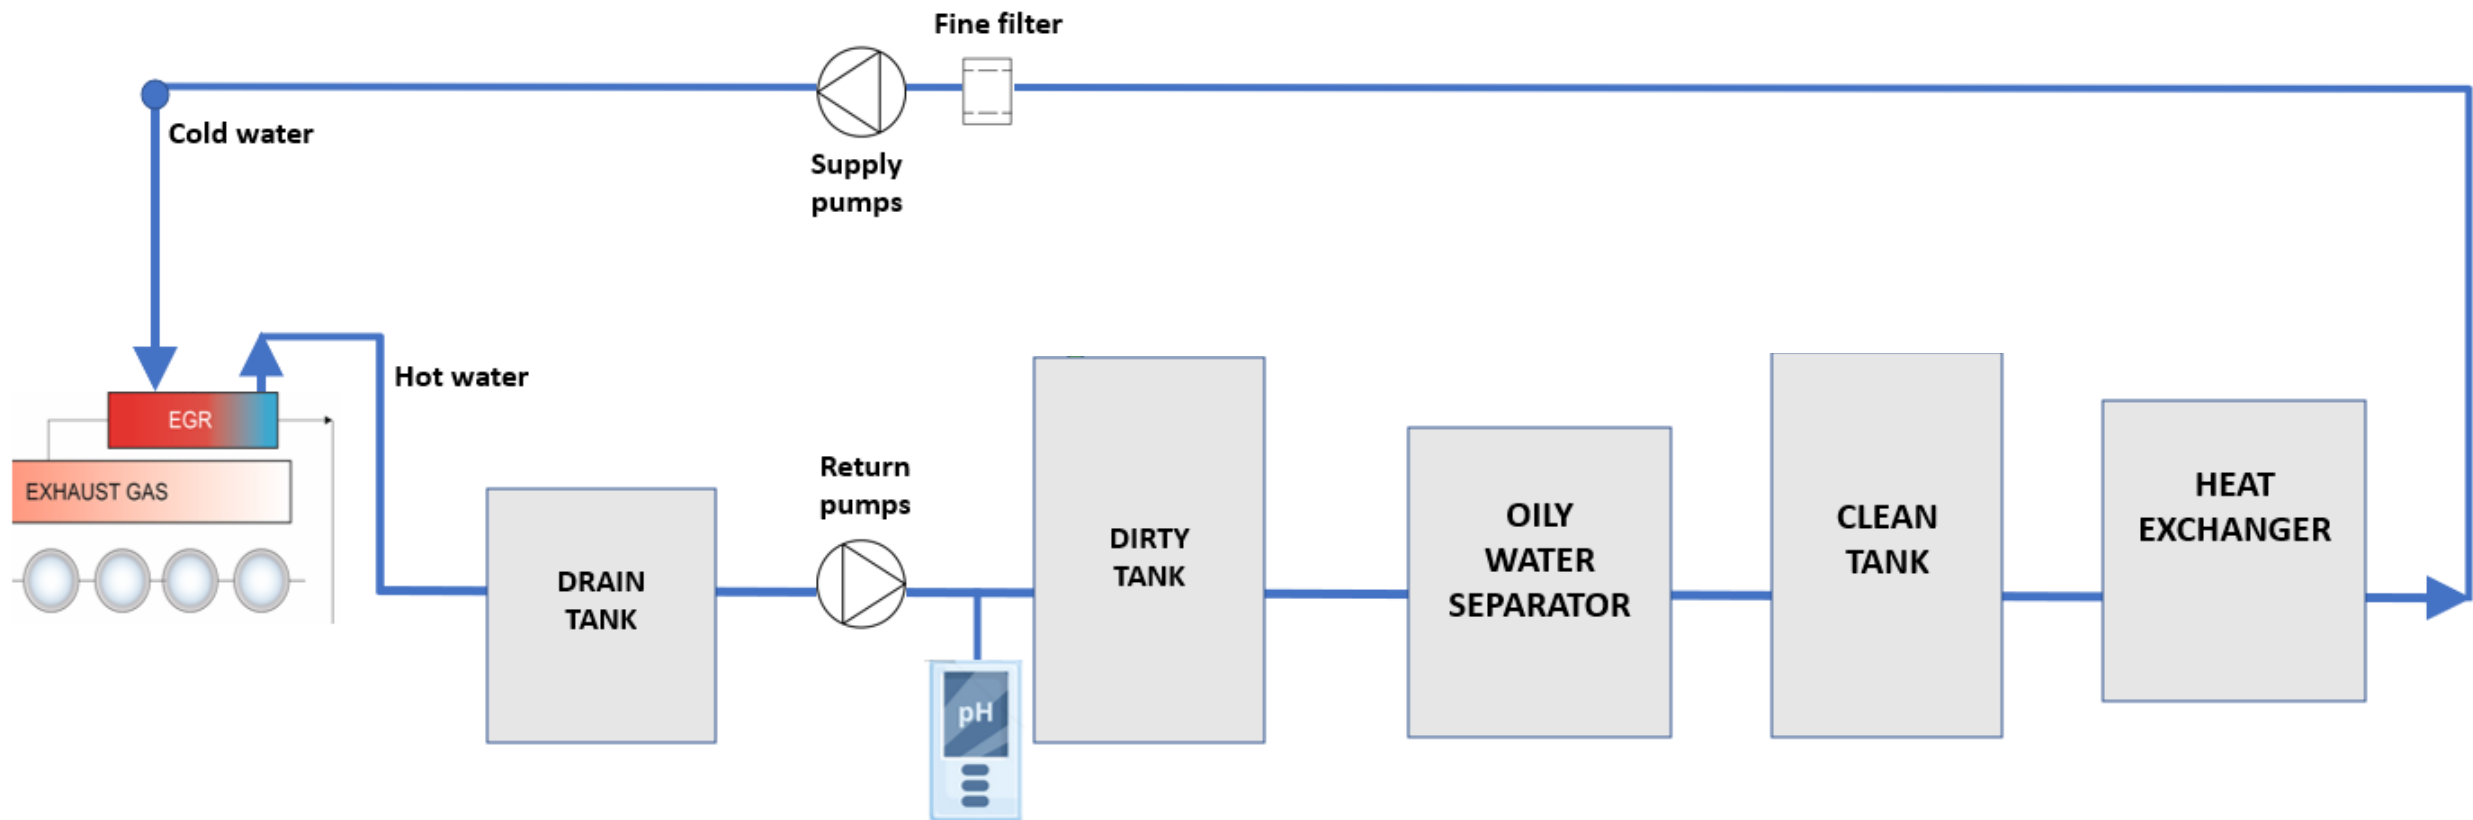 Fine filter
Cold water
Supply
pumps
Hot water
EGR
EXHAUST GAS
Return
pumps
DRAIN
TANK
pH
DIRTY
TANK
OILY
WATER
SEPARATOR
CLEAN
TANK
HEAT
EXCHANGER